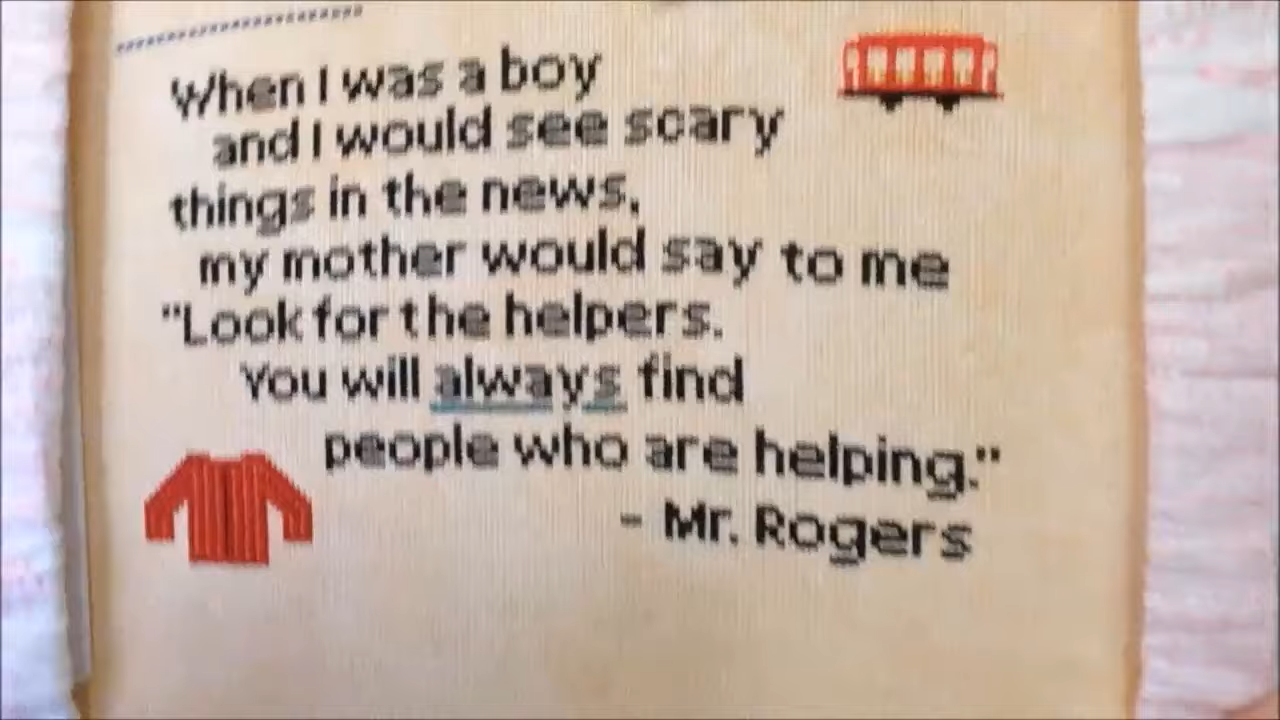 When I was a boy
and I would see scary
things in the news,
my mother would say to me
"Look for the helpers.
You will always find
people who are helping."
- Mr. Rogers